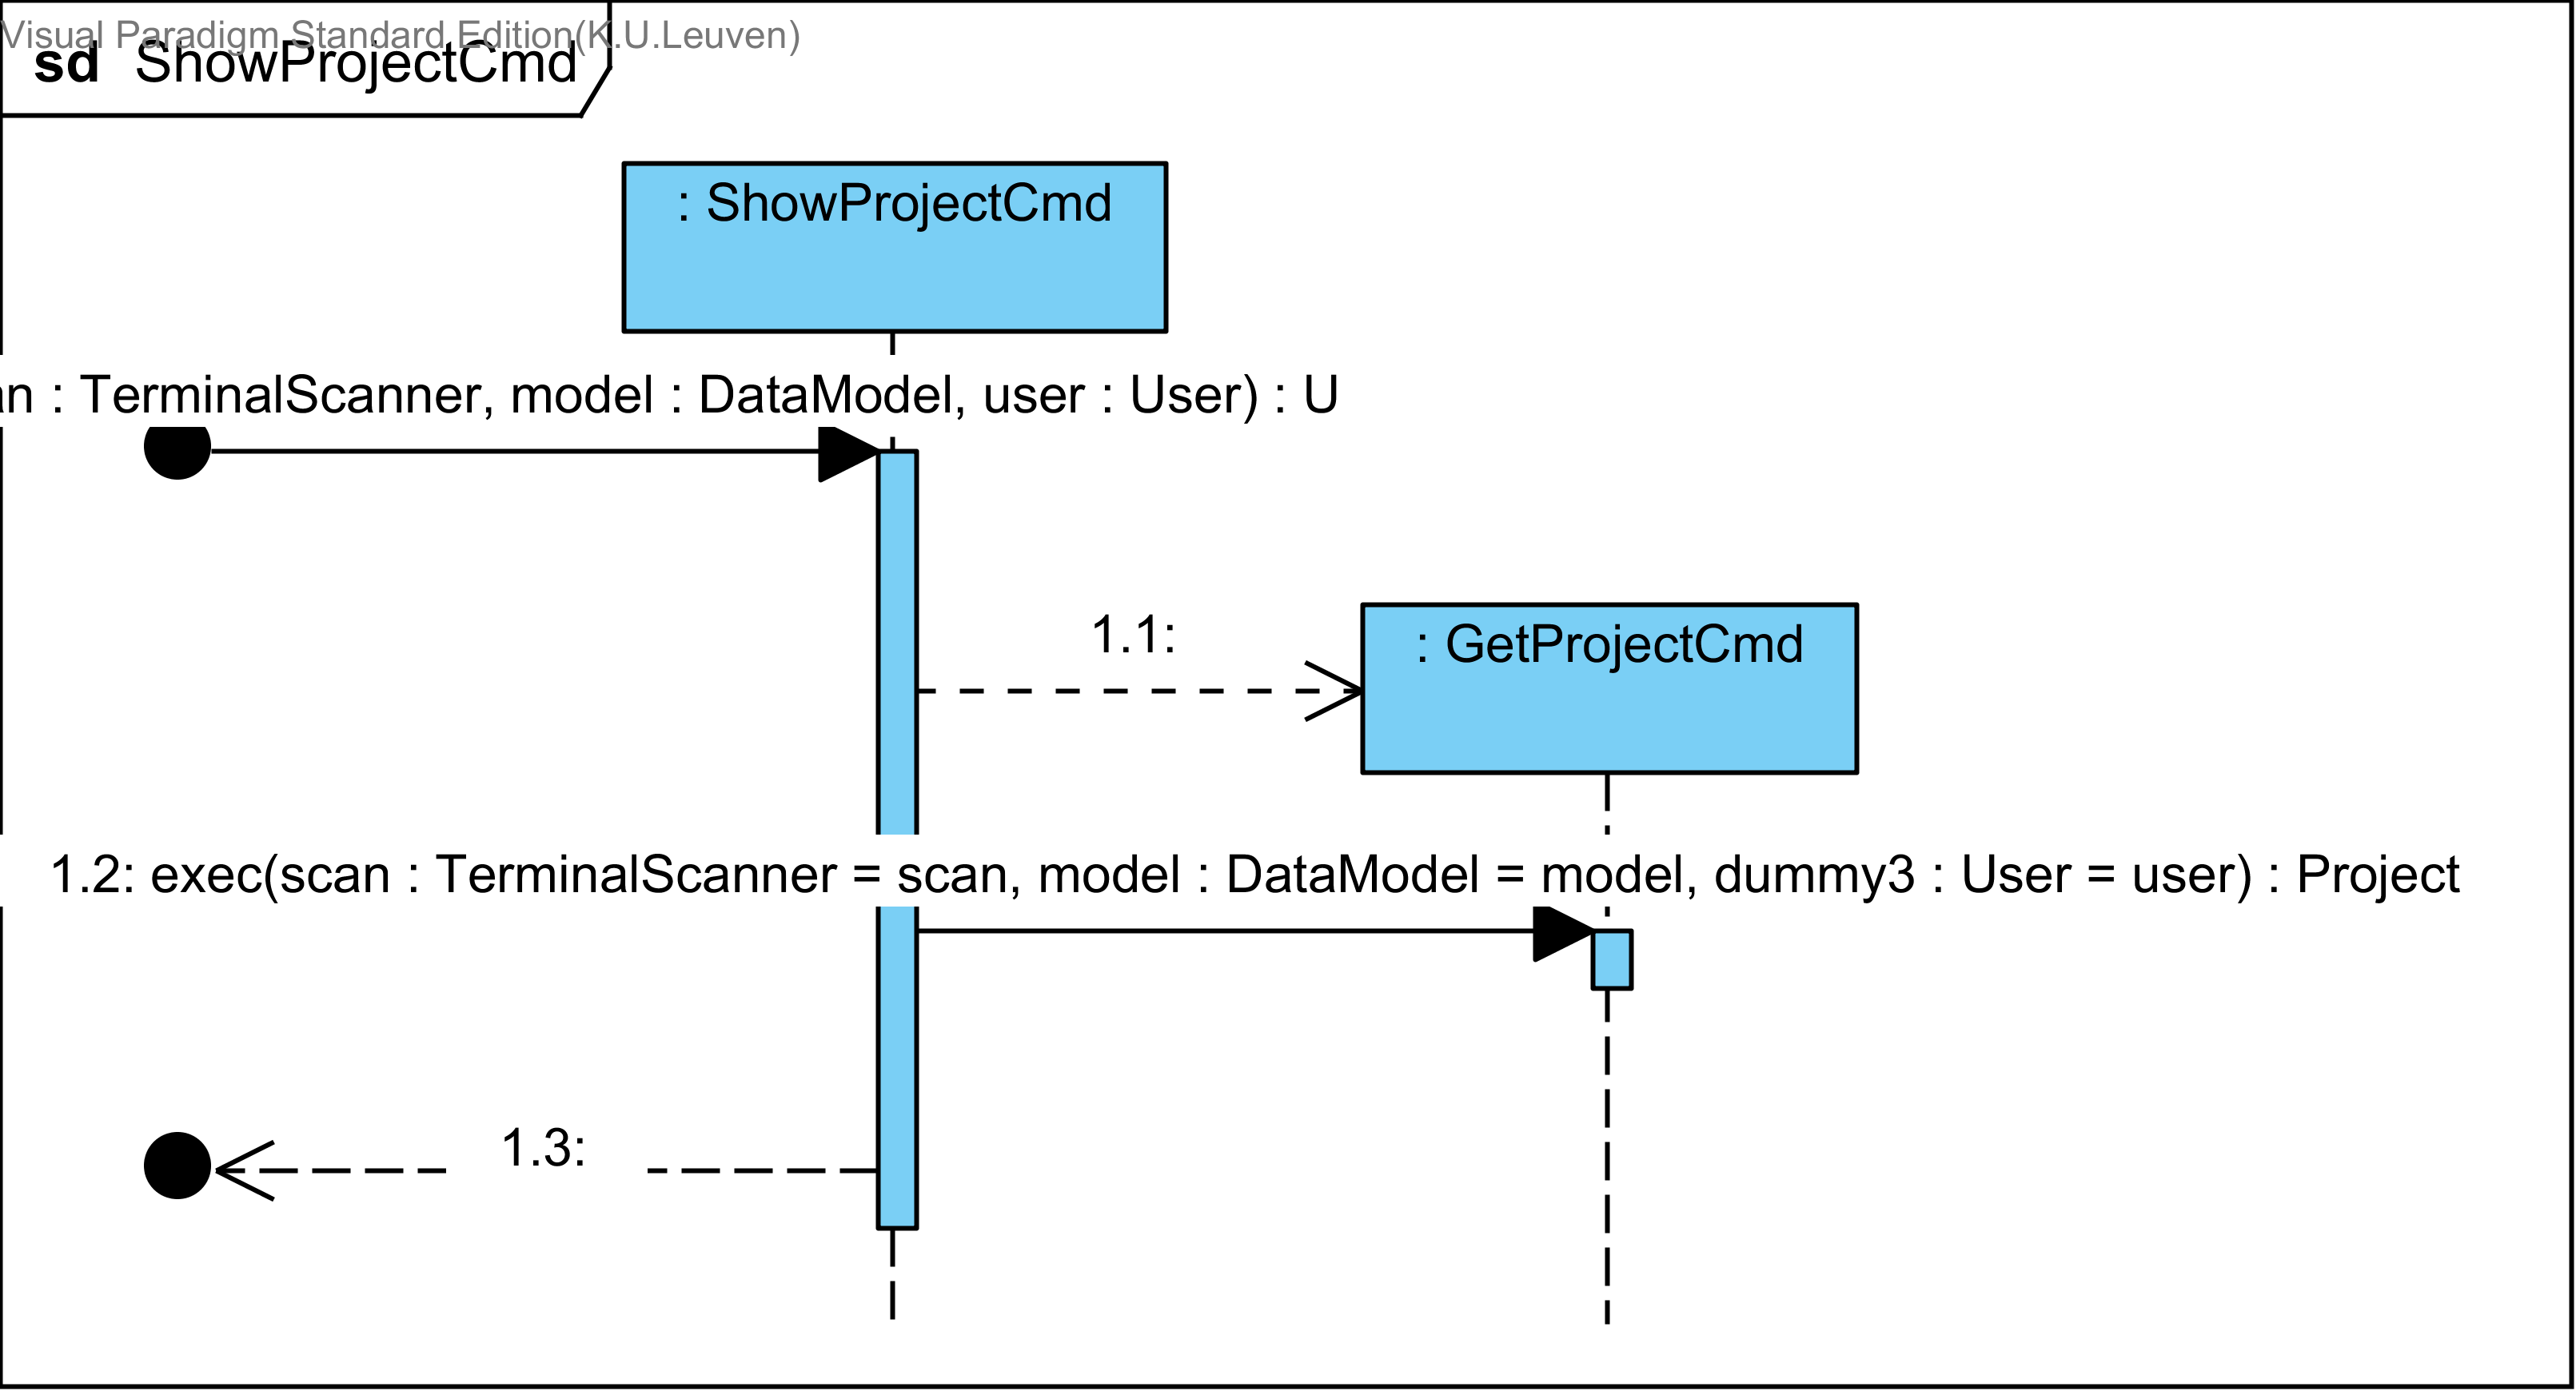 Visual Paradigm Standard Edition(K.U.Leuven)
sd ShowProjectCmd
: ShowProjectCmd
: TerminalScanner, model : DataModel, user : User) : U
1.1:
: GetProjectCmd
1.2: exec(scan : TerminalScanner = scan, model : DataModel = model, dummy3 : User = user) : Project
1.3: